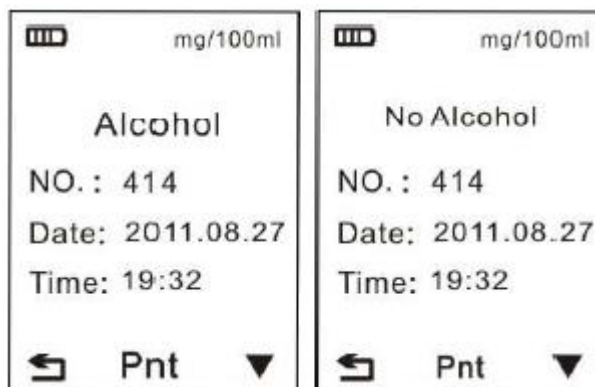 mg/100ml
Alcohol
NO.: 414
Date: 2011.08.27
Time: 19:32
Pnt
mg/100ml
No Alcohol
NO.: 414
Date: 2011.08.27
Time: 19:32
Pnt